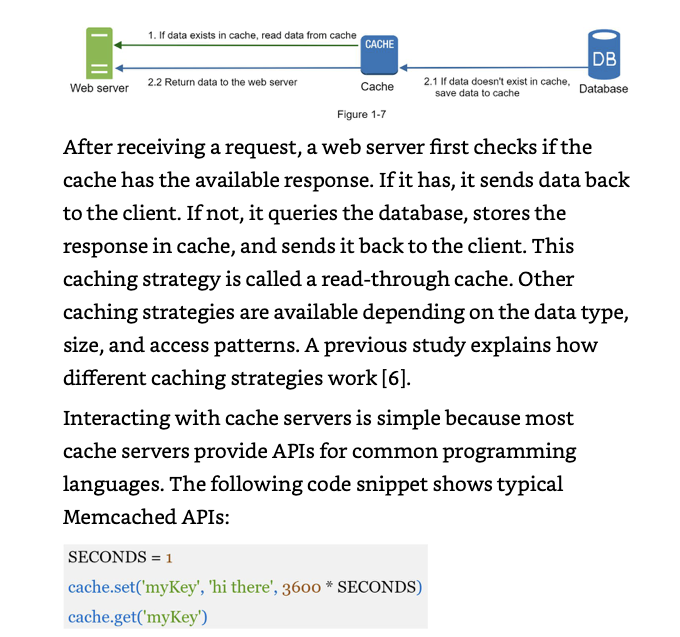 1. If data exists in cache, read data from cache
CACHE
DB
2.2 Return data to the web server
2.1 If data doesn't exist in cache,
save data to cache
Web server
Cache
Database
Figure 1-7
After receiving a request, a web server first checks if the
cache has the available response. If it has, it sends data back
to the client. If not, it queries the database, stores the
response in cache, and sends it back to the client. This
caching strategy is called a read-through cache. Other
caching strategies are available depending on the data type,
size, and access patterns. A previous study explains how
different caching strategies work [6].
Interacting with cache servers is simple because most
cache servers provide APIs for common programming
languages. The following code snippet shows typical
Memcached APIs:
SECONDS = 1
cache.set('myKey', 'hi there', 3600 * SECONDS)
cache.get('myKey')